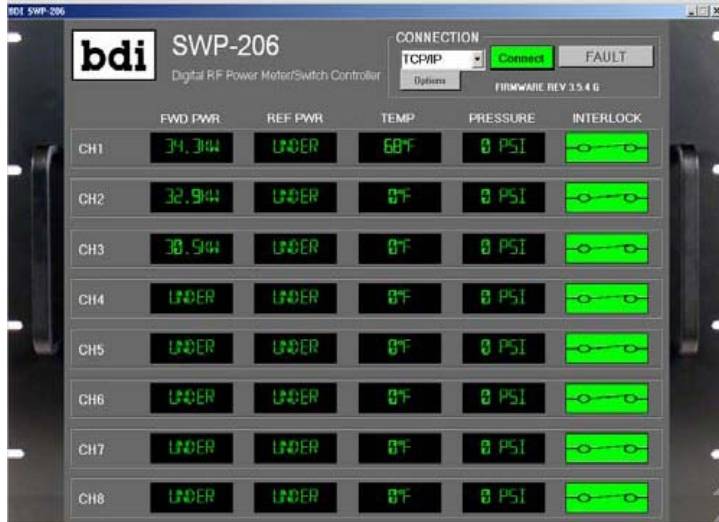 BDI SWP-206
bdi
SWP-206
Digital RF Power Meter/Switch Controller
CONNECTION
TCP/IP Connect FAULT
Options
FIRMWARE REV 3.5.4 G
FWD PWR REF PWR TEMP PRESSURE INTERLOCK
CH1 34.3KW UNDER 68°F 0 PSI
CH2 32.9KW UNDER 0°F 0 PSI
CH3 30.5KW UNDER 0°F 0 PSI
CH4 UNDER UNDER 0°F 0 PSI
CH5 UNDER UNDER 0°F 0 PSI
CH6 UNDER UNDER 0°F 0 PSI
CH7 UNDER UNDER 0°F 0 PSI
CH8 UNDER UNDER 0°F 0 PSI